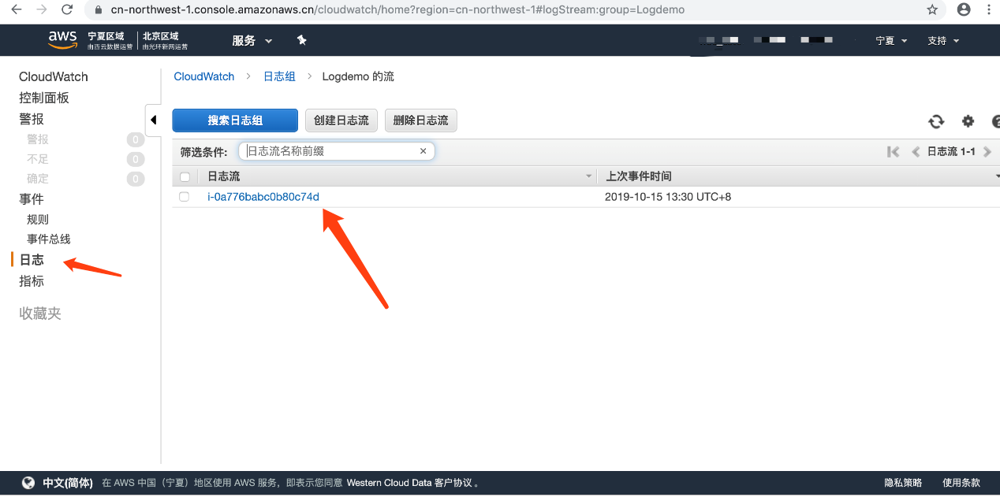 cn-northwest-1.console.amazonaws.cn/cloudwatch/home?region=cn-northwest-1#logStream:group=Logdemo
aws 宁夏区域 由西云数据运营 北京区域 由光环新网运营 服务 宁夏 支持
CloudWatch
控制面板
警报
警报 0
不足 0
确定 0
事件
规则
事件总线
日志
指标
收藏夹
CloudWatch > 日志组 > Logdemo 的流
搜索日志组 创建日志流 删除日志流
筛选条件: 日志流名称前缀 × 日志流 1-1
日志流 上次事件时间
i-0a776babc0b80c74d 2019-10-15 13:30 UTC+8
中文(简体) 在 AWS 中国（宁夏）地区使用 AWS 服务，即表示您同意 Western Cloud Data 客户协议 。 隐私策略 使用条款